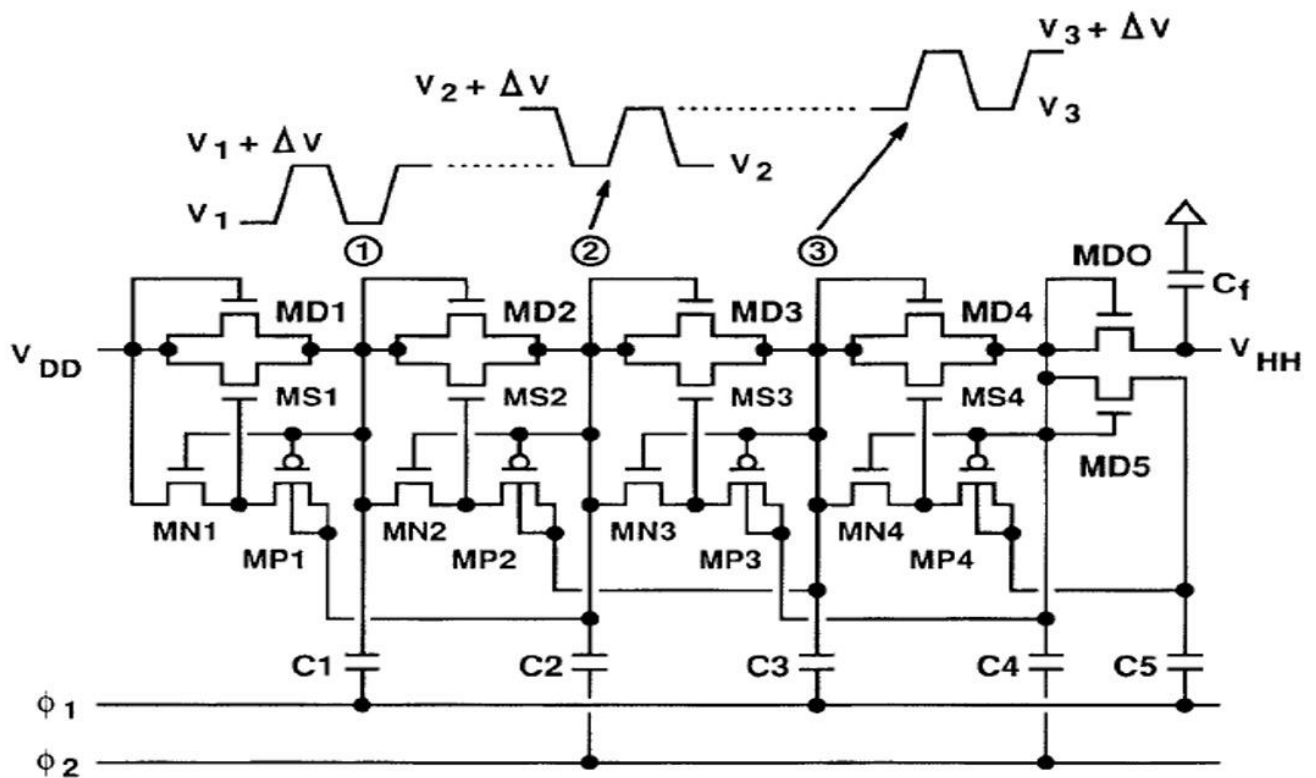 V3 + ΔV
V2 + ΔV
V3
V1 + ΔV
V2
V1
① ② ③
MDO
Cf
MD1 MD2 MD3 MD4
VDD
VHH
MS1 MS2 MS3 MS4
MD5
MN1 MN2 MN3 MN4
MP1 MP2 MP3 MP4
C1 C2 C3 C4 C5
ϕ1
ϕ2